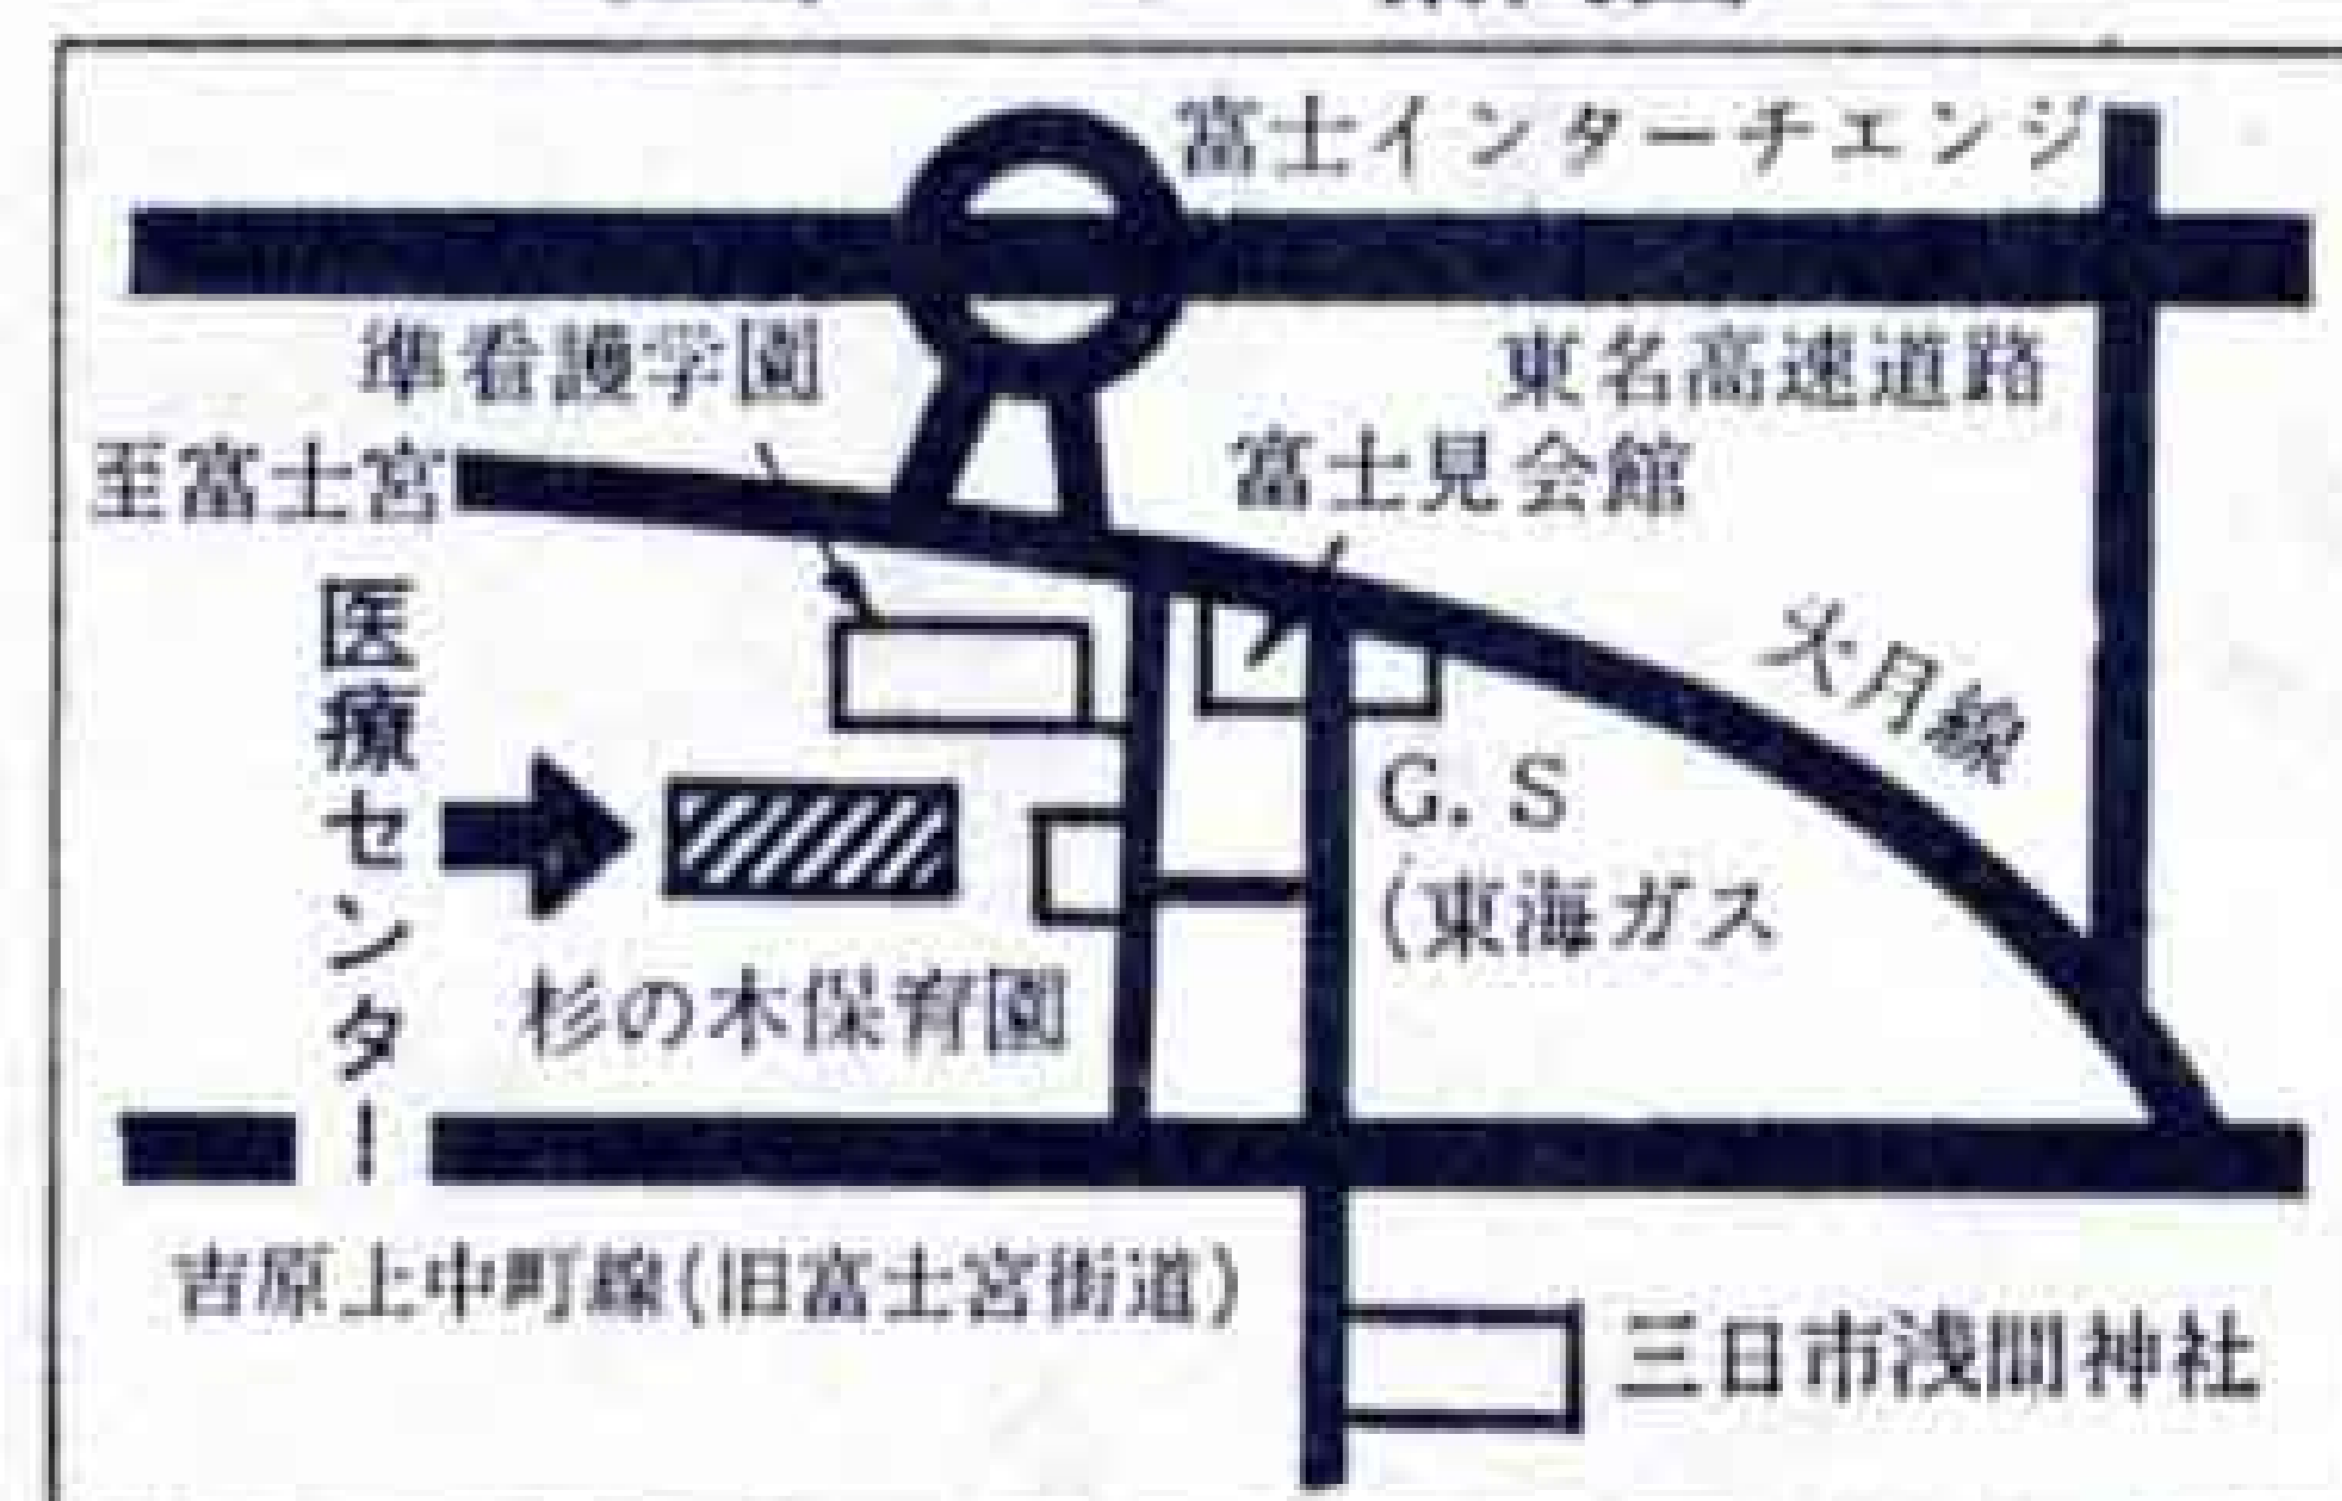 富士インターチエンジ
準看護学園
東名高速道路
至富士宮
富士見会館
大月線
医療センター
G.S
(東海ガス
杉の木保育園
吉原上中町線(旧富士宮街道)
三日市浅間神社